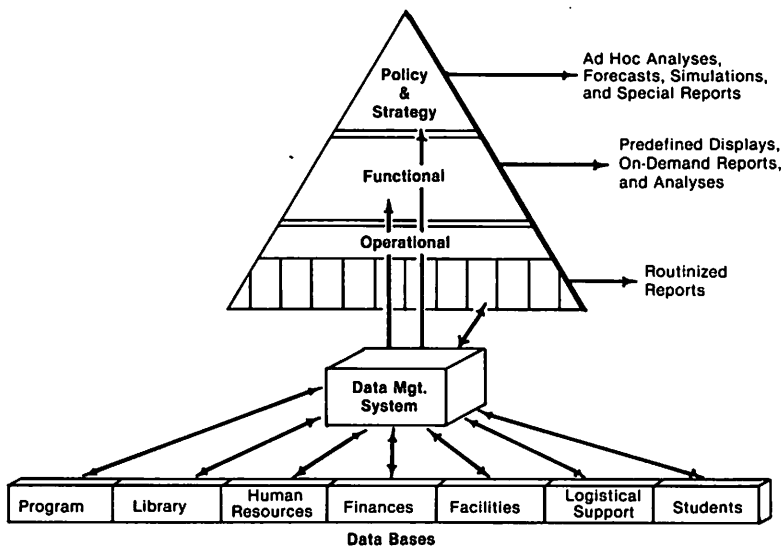 Policy
&
Strategy
Ad Hoc Analyses,
Forecasts, Simulations,
and Special Reports
Functional
Predefined Displays,
On-Demand Reports,
and Analyses
Operational
Routinized
Reports
Data Mgt.
System
Program
Library
Human
Resources
Finances
Facilities
Logistical
Support
Students
Data Bases